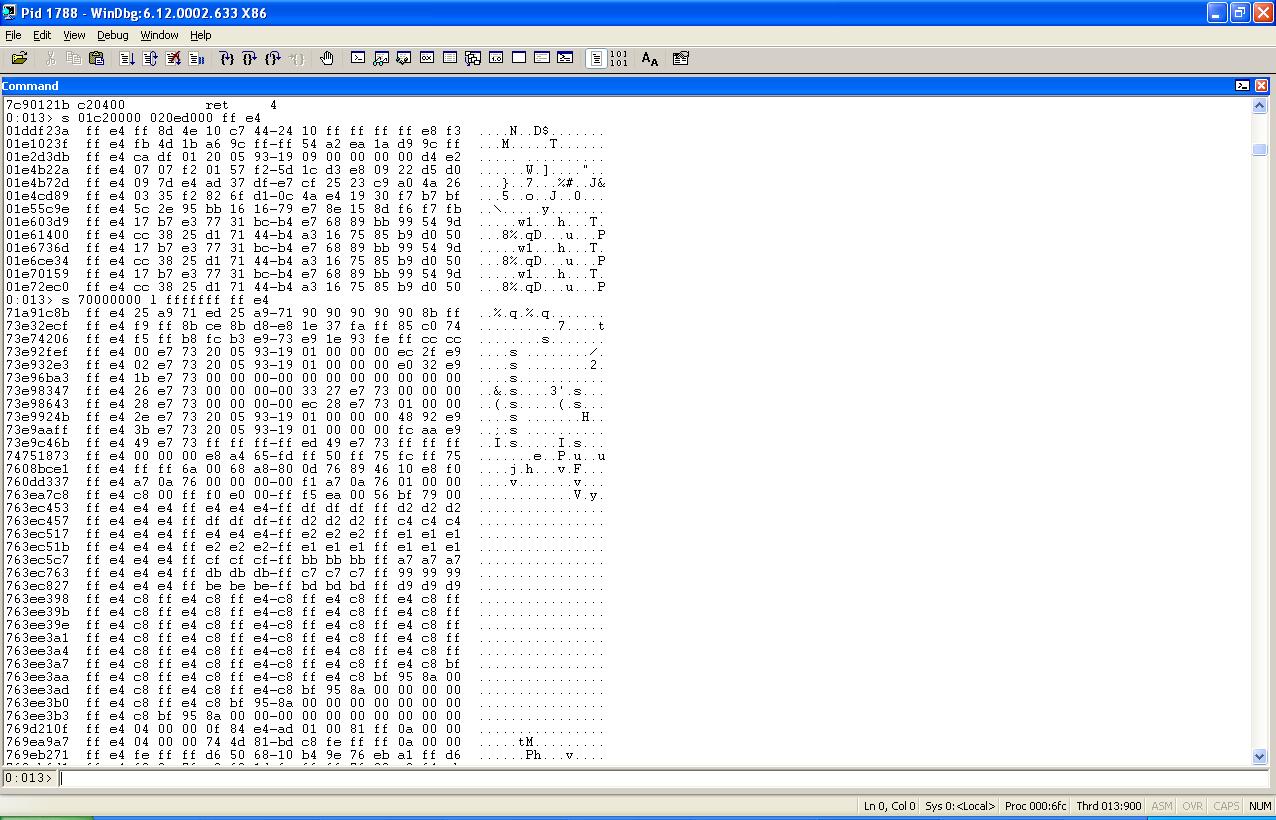 Pid 1788 - WinDbg:6.12.0002.633 X86
File Edit View Debug Window Help
Command
7c90121b c20400 ret 4
0:013> s 01c20000 020ed000 ff e4
01ddf23a ff e4 ff 8d 4e 10 c7 44-24 10 ff ff ff ff e8 f3 ....N..D$.......
01e1023f ff e4 fb 4d 1b a6 9c ff-ff 54 a2 ea 1a d9 9c ff ...M.....T......
01e2d3db ff e4 ca df 01 20 05 93-19 09 00 00 00 00 d4 e2 ..... ..........
01e4b22a ff e4 07 07 f2 01 57 f2-5d 1c d3 e8 09 22 d5 d0 ......W.]...."..
01e4b72d ff e4 09 7d e4 ad 37 df-e7 cf 25 23 c9 a0 4a 26 ...}..7...%#..J&
01e4cd89 ff e4 03 35 f2 82 6f d1-0c 4a e4 19 30 f7 b7 bf ...5..o..J..0...
01e55c9e ff e4 5c 2e 95 bb 16 16-79 e7 8e 15 8d f6 f7 fb ..\.....y.......
01e603d9 ff e4 17 b7 e3 77 31 bc-b4 e7 68 89 bb 99 54 9d .....w1...h...T.
01e61400 ff e4 cc 38 25 d1 71 44-b4 a3 16 75 85 b9 d0 50 ...8%.qD...u...P
01e6736d ff e4 17 b7 e3 77 31 bc-b4 e7 68 89 bb 99 54 9d .....w1...h...T.
01e6ce34 ff e4 cc 38 25 d1 71 44-b4 a3 16 75 85 b9 d0 50 ...8%.qD...u...P
01e70159 ff e4 17 b7 e3 77 31 bc-b4 e7 68 89 bb 99 54 9d .....w1...h...T.
01e72ec0 ff e4 cc 38 25 d1 71 44-b4 a3 16 75 85 b9 d0 50 ...8%.qD...u...P
0:013> s 70000000 l fffffff ff e4
71a91c8b ff e4 25 a9 71 ed 25 a9-71 90 90 90 90 90 8b ff ..%.q.%.q.......
73e32ecf ff e4 f9 ff 8b ce 8b d8-e8 1e 37 fa ff 85 c0 74 ..........7....t
73e74206 ff e4 f5 ff b8 fc b3 e9-73 e9 1e 93 fe ff cc cc ........s.......
73e92fef ff e4 00 e7 73 20 05 93-19 01 00 00 00 ec 2f e9 ....s ......../.
73e932e3 ff e4 02 e7 73 20 05 93-19 01 00 00 00 e0 32 e9 ....s ........2.
73e96ba3 ff e4 1b e7 73 00 00 00-00 00 00 00 00 00 00 00 ....s...........
73e98347 ff e4 26 e7 73 00 00 00-00 33 27 e7 73 00 00 00 ..&.s....3'.s...
73e98643 ff e4 28 e7 73 00 00 00-00 ec 28 e7 73 01 00 00 ..(.s.....(.s...
73e9924b ff e4 2e e7 73 20 05 93-19 01 00 00 00 48 92 e9 ....s .......H..
73e9aaff ff e4 3b e7 73 20 05 93-19 01 00 00 00 fc aa e9 ..;.s ..........
73e9c46b ff e4 49 e7 73 ff ff ff-ff ed 49 e7 73 ff ff ff ..I.s.....I.s...
74751873 ff e4 00 00 00 e8 a4 65-fd ff 50 ff 75 fc ff 75 .......e..P.u..u
7608bce1 ff e4 ff ff 6a 00 68 a8-80 0d 76 89 46 10 e8 f0 ....j.h...v.F...
760dd337 ff e4 a7 0a 76 00 00 00-00 f1 a7 0a 76 01 00 00 ....v.......v...
763ea7c8 ff e4 c8 00 ff f0 e0 00-ff f5 ea 00 56 bf 79 00 ............V.y.
763ec453 ff e4 e4 e4 ff e4 e4 e4-ff df df df ff d2 d2 d2 ................
763ec457 ff e4 e4 e4 ff df df df-ff d2 d2 d2 ff c4 c4 c4 ................
763ec517 ff e4 e4 e4 ff e4 e4 e4-ff e2 e2 e2 ff e1 e1 e1 ................
763ec51b ff e4 e4 e4 ff e2 e2 e2-ff e1 e1 e1 ff e1 e1 e1 ................
763ec5c7 ff e4 e4 e4 ff cf cf cf-ff bb bb bb ff a7 a7 a7 ................
763ec763 ff e4 e4 e4 ff db db db-ff c7 c7 c7 ff 99 99 99 ................
763ec827 ff e4 e4 e4 ff be be be-ff bd bd bd ff d9 d9 d9 ................
763ee398 ff e4 c8 ff e4 c8 ff e4-c8 ff e4 c8 ff e4 c8 ff ................
763ee39b ff e4 c8 ff e4 c8 ff e4-c8 ff e4 c8 ff e4 c8 ff ................
763ee39e ff e4 c8 ff e4 c8 ff e4-c8 ff e4 c8 ff e4 c8 ff ................
763ee3a1 ff e4 c8 ff e4 c8 ff e4-c8 ff e4 c8 ff e4 c8 ff ................
763ee3a4 ff e4 c8 ff e4 c8 ff e4-c8 ff e4 c8 ff e4 c8 ff ................
763ee3a7 ff e4 c8 ff e4 c8 ff e4-c8 ff e4 c8 ff e4 c8 bf ................
763ee3aa ff e4 c8 ff e4 c8 ff e4-c8 ff e4 c8 bf 95 8a 00 ................
763ee3ad ff e4 c8 ff e4 c8 ff e4-c8 bf 95 8a 00 00 00 00 ................
763ee3b0 ff e4 c8 ff e4 c8 bf 95-8a 00 00 00 00 00 00 00 ................
763ee3b3 ff e4 c8 bf 95 8a 00 00-00 00 00 00 00 00 00 00 ................
769d210f ff e4 04 00 00 0f 84 e4-ad 01 00 81 ff 0a 00 00 ................
769ea9a7 ff e4 04 00 00 74 4d 81-bd c8 fe ff ff 0a 00 00 .....tM.........
769eb271 ff e4 fe ff ff d6 50 68-10 b4 9e 76 eb a1 ff d6 ......Ph...v....
0:013>
Ln 0, Col 0 Sys 0:<Local> Proc 000:6fc Thrd 013:900 ASM OVR CAPS NUM